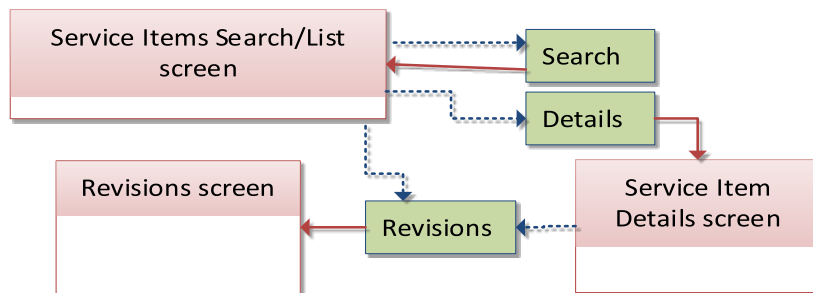 Service Items Search/List
screen
Search
Details
Revisions screen
Revisions
Service Item
Details screen